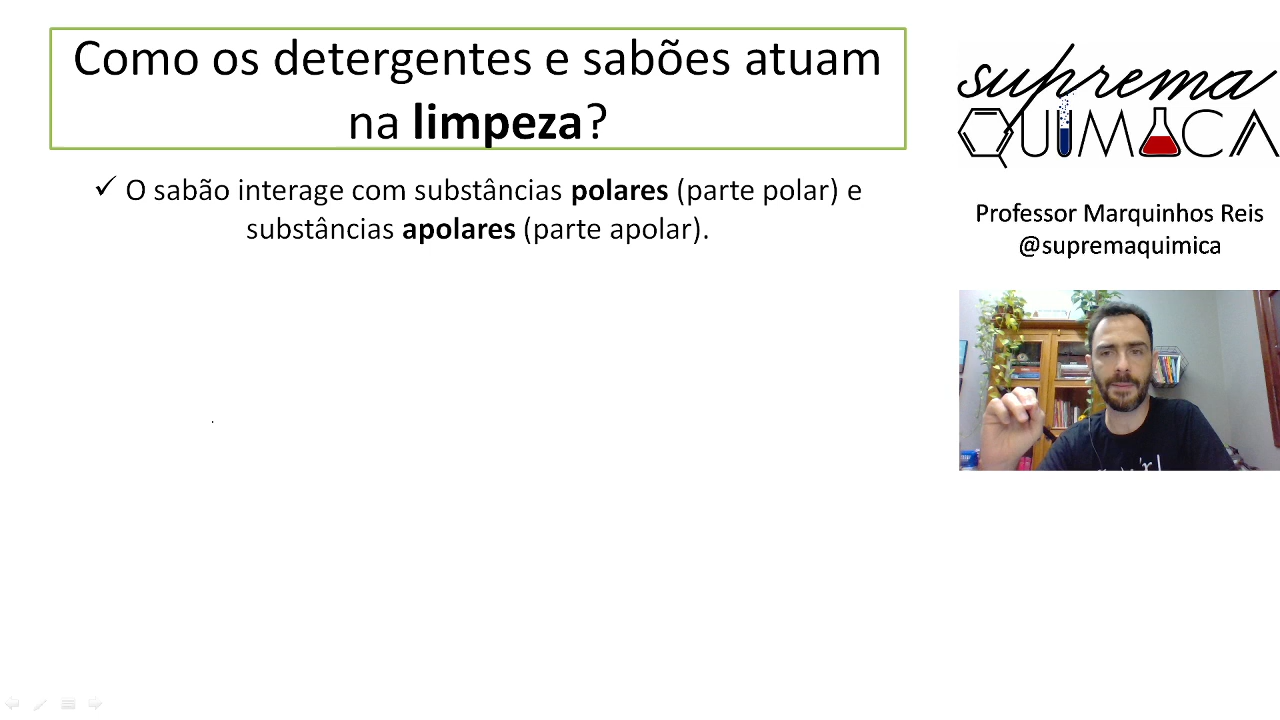 Como os detergentes e sabões atuam
na limpeza?
✓ O sabão interage com substâncias polares (parte polar) e
substâncias apolares (parte apolar).
suprema
QUIMICA
Professor Marquinhos Reis
@supremaquimica